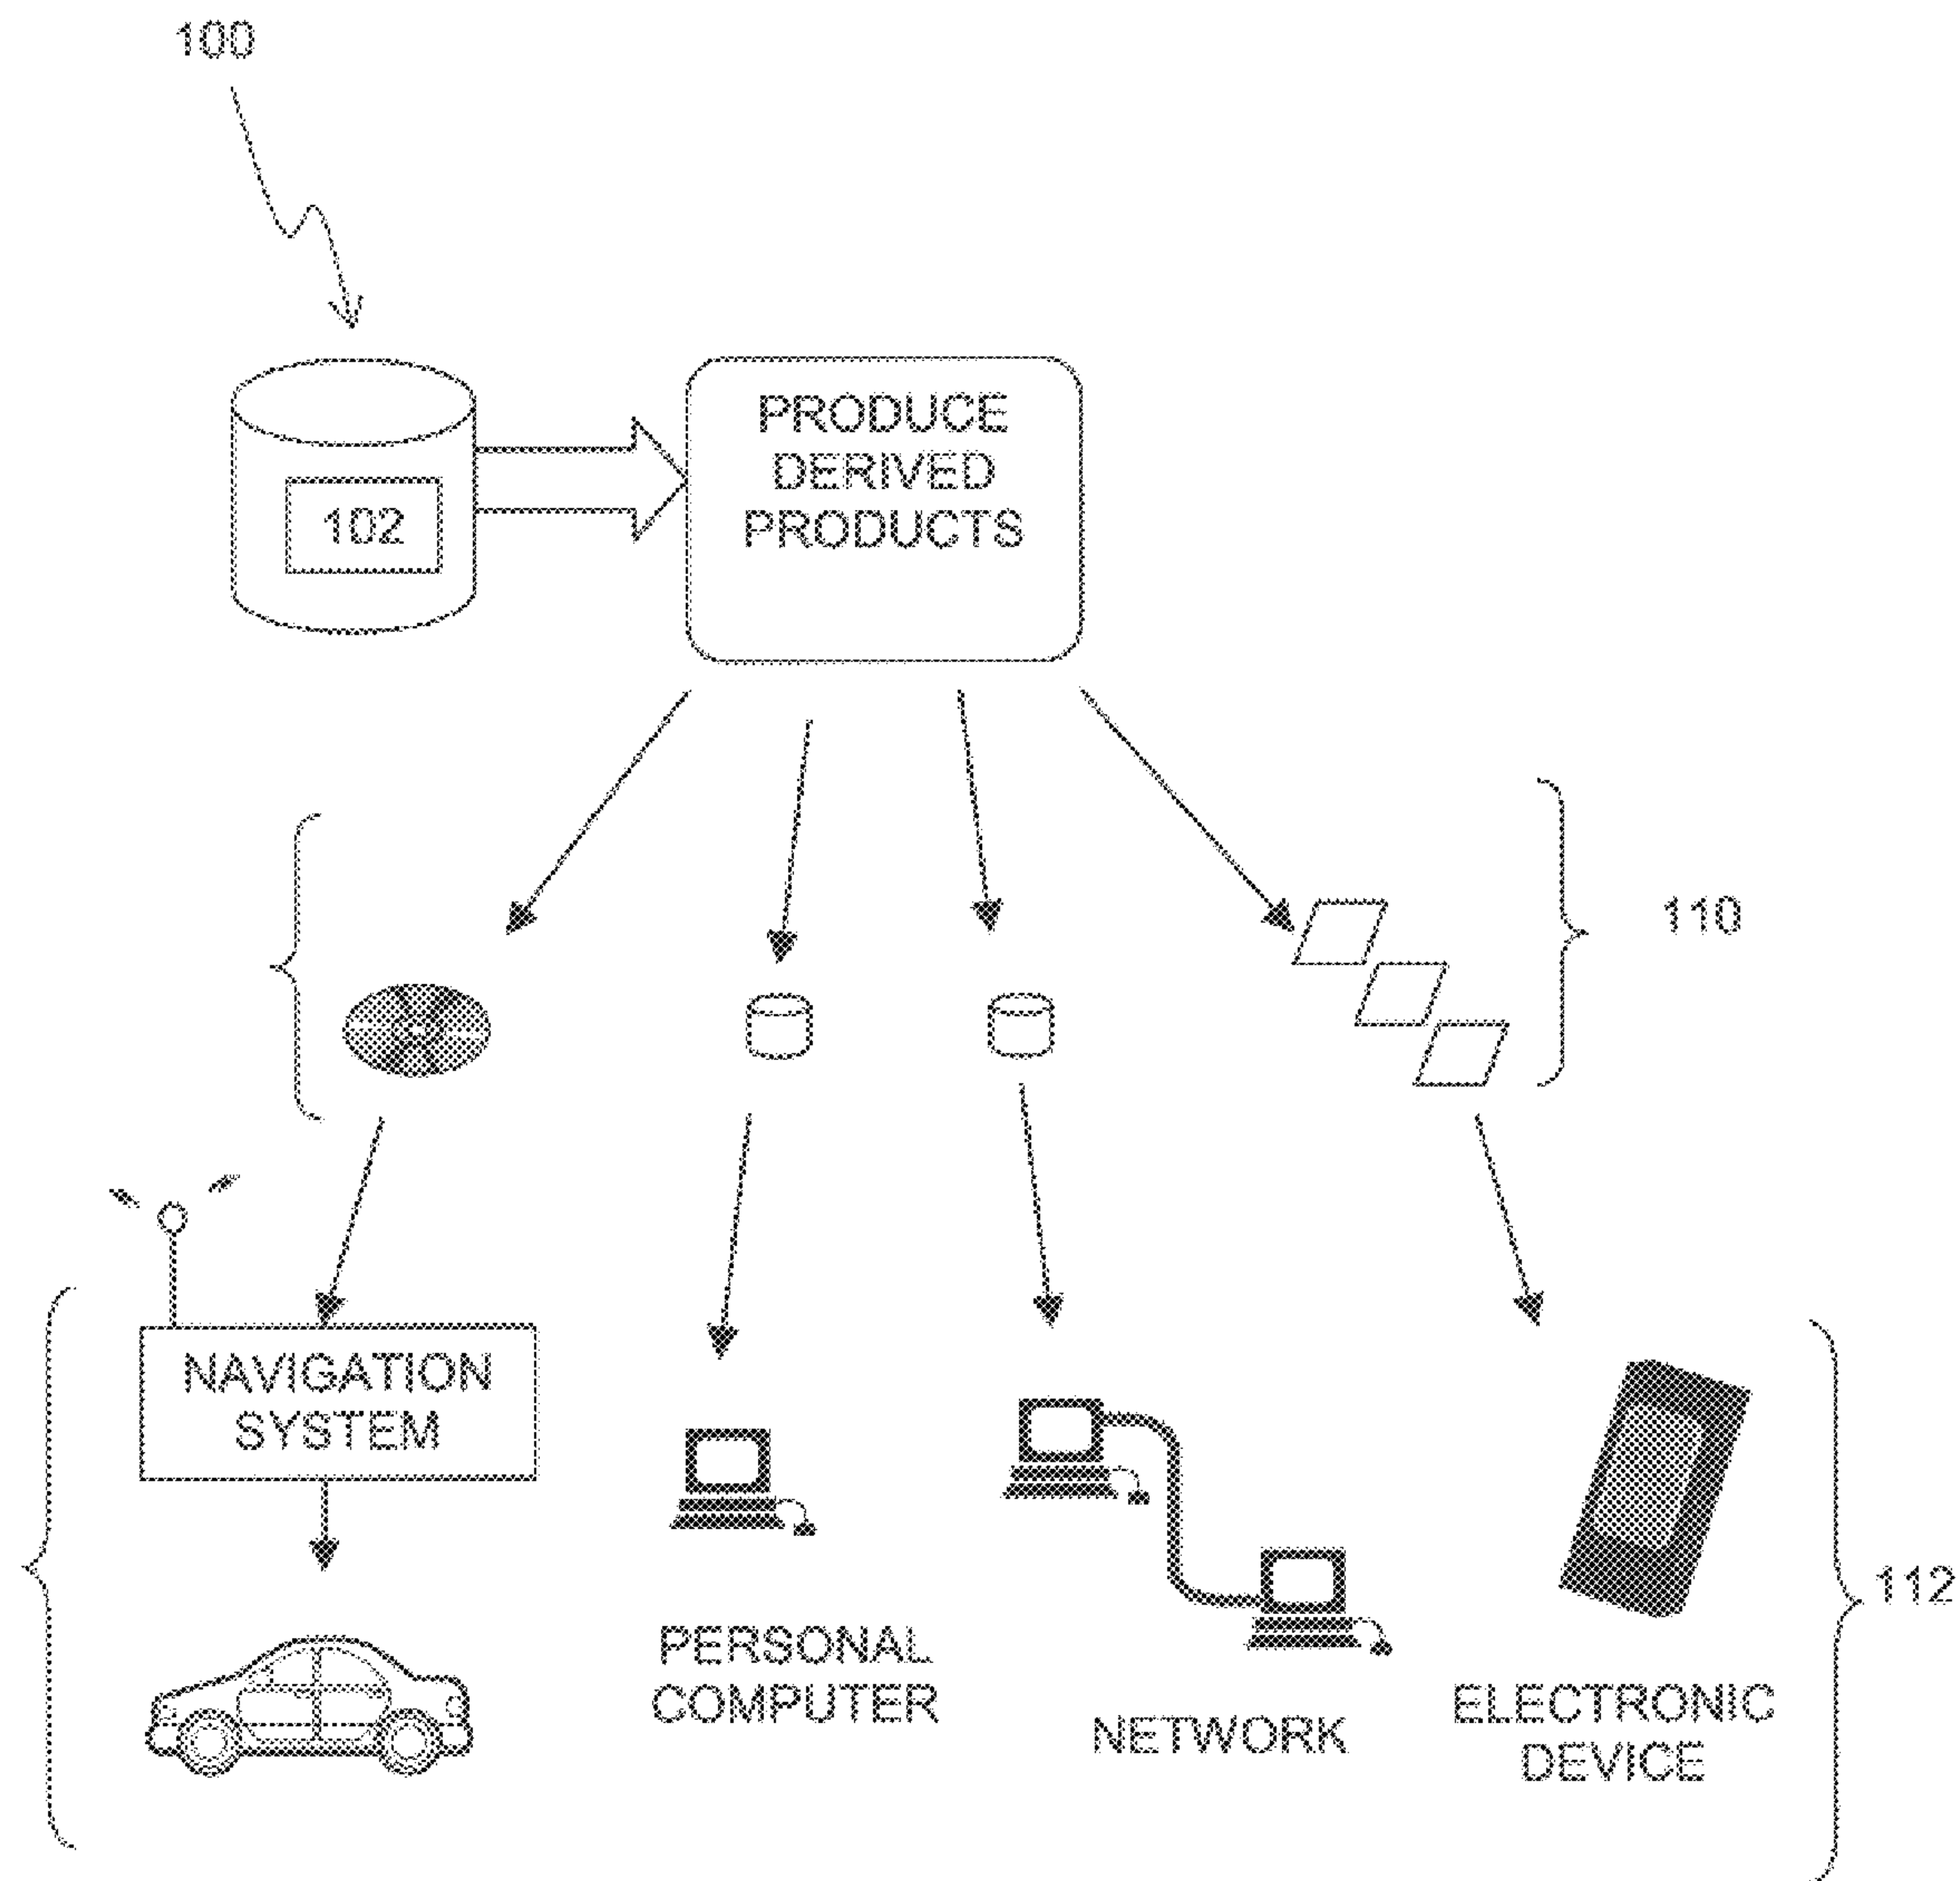 100
PRODUCE
DERIVED
PRODUCTS
102
110
NAVIGATION
SYSTEM
112
PERSONAL
COMPUTER
NETWORK
ELECTRONIC
DEVICE